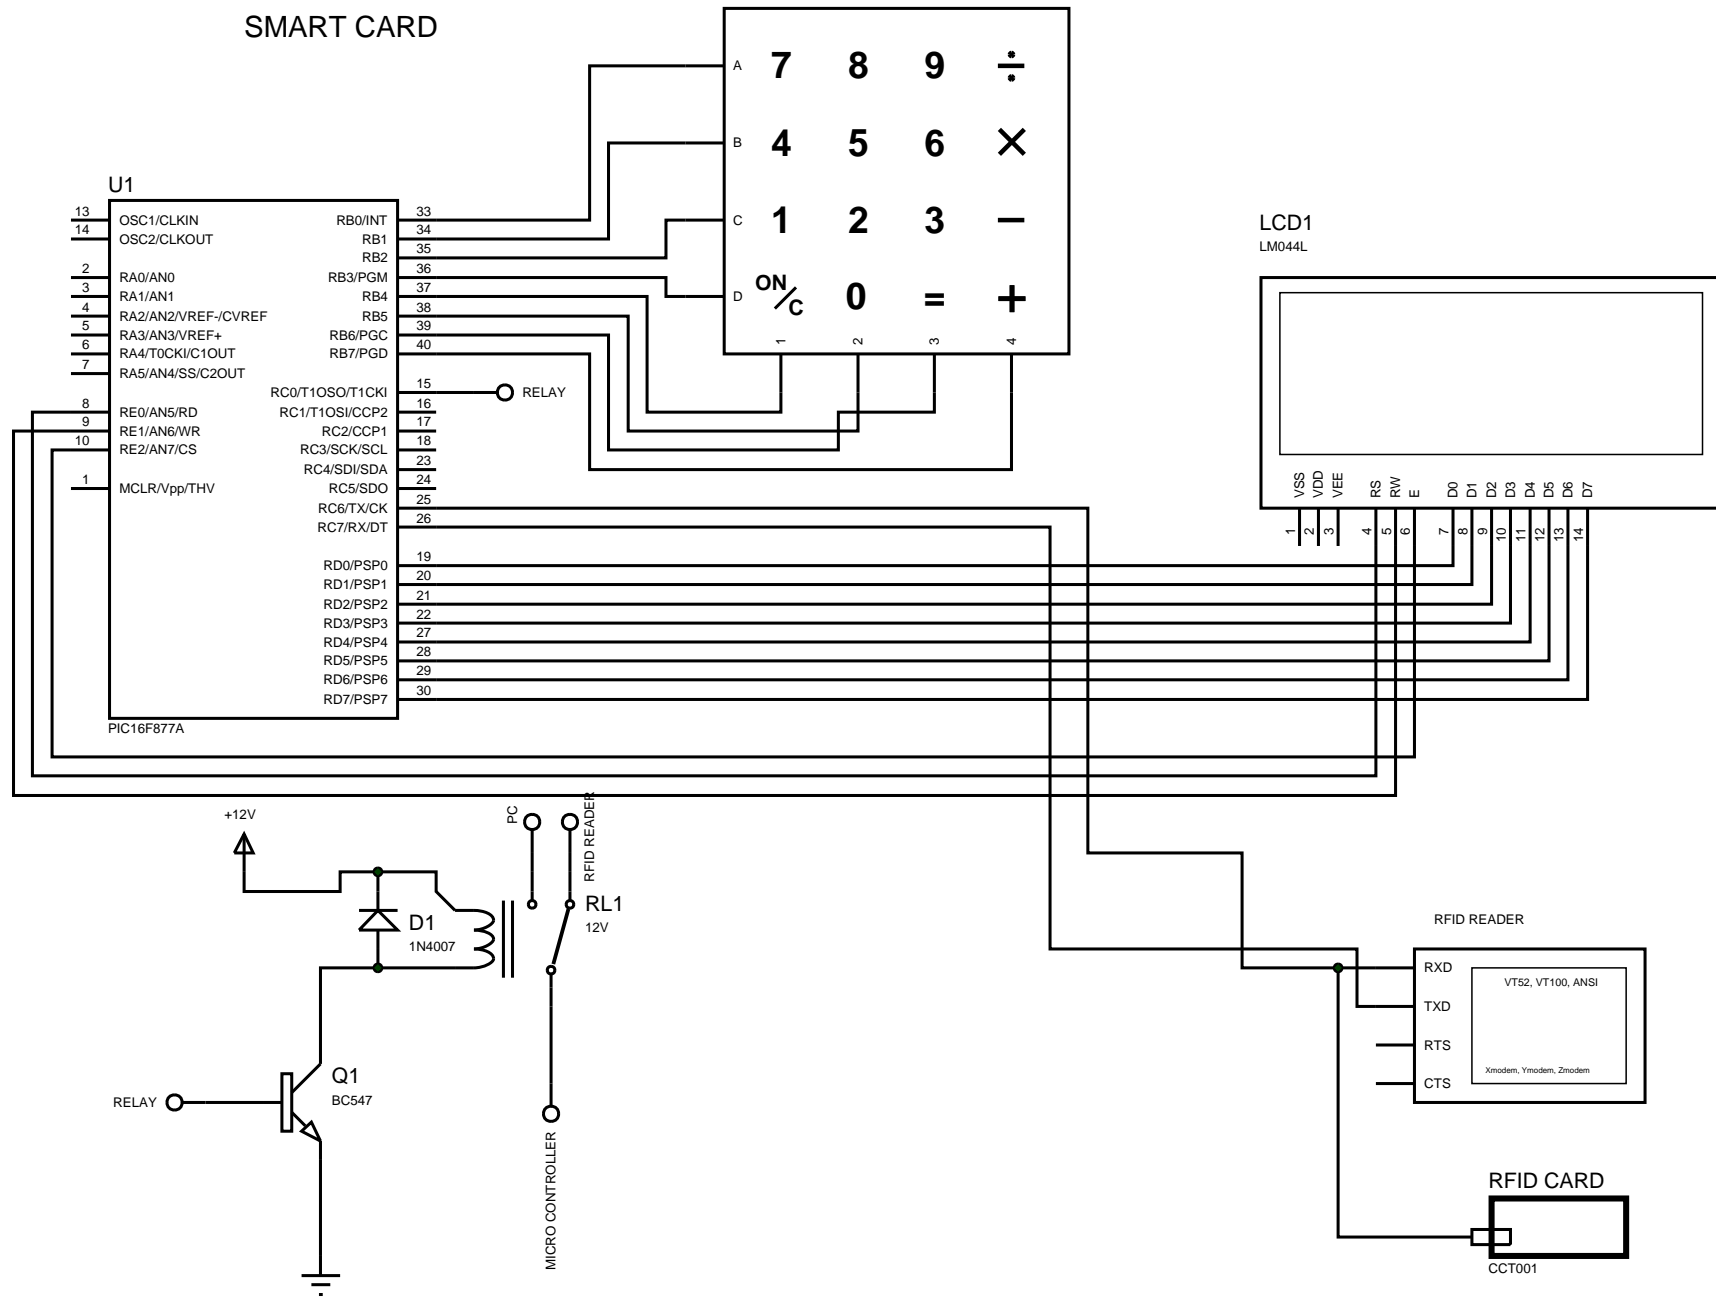 SMART CARD
A 7 8 9 ÷
B 4 5 6 ×
C 1 2 3 −
D ON/C 0 = +
1 2 3 4
U1
13 OSC1/CLKIN
14 OSC2/CLKOUT
2 RA0/AN0
3 RA1/AN1
4 RA2/AN2/VREF-/CVREF
5 RA3/AN3/VREF+
6 RA4/T0CKI/C1OUT
7 RA5/AN4/SS/C2OUT
8 RE0/AN5/RD
9 RE1/AN6/WR
10 RE2/AN7/CS
1 MCLR/Vpp/THV
RB0/INT 33
RB1 34
RB2 35
RB3/PGM 36
RB4 37
RB5 38
RB6/PGC 39
RB7/PGD 40
RC0/T1OSO/T1CKI 15 RELAY
RC1/T1OSI/CCP2 16
RC2/CCP1 17
RC3/SCK/SCL 18
RC4/SDI/SDA 23
RC5/SDO 24
RC6/TX/CK 25
RC7/RX/DT 26
RD0/PSP0 19
RD1/PSP1 20
RD2/PSP2 21
RD3/PSP3 22
RD4/PSP4 27
RD5/PSP5 28
RD6/PSP6 29
RD7/PSP7 30
PIC16F877A
LCD1
LM044L
VSS VDD VEE RS RW E D0 D1 D2 D3 D4 D5 D6 D7
1 2 3 4 5 6 7 8 9 10 11 12 13 14
+12V
PC
RFID READER
D1
1N4007
RL1
12V
Q1
BC547
RELAY
MICRO CONTROLLER
RFID READER
RXD
TXD
RTS
CTS
VT52, VT100, ANSI
Xmodem, Ymodem, Zmodem
RFID CARD
CCT001